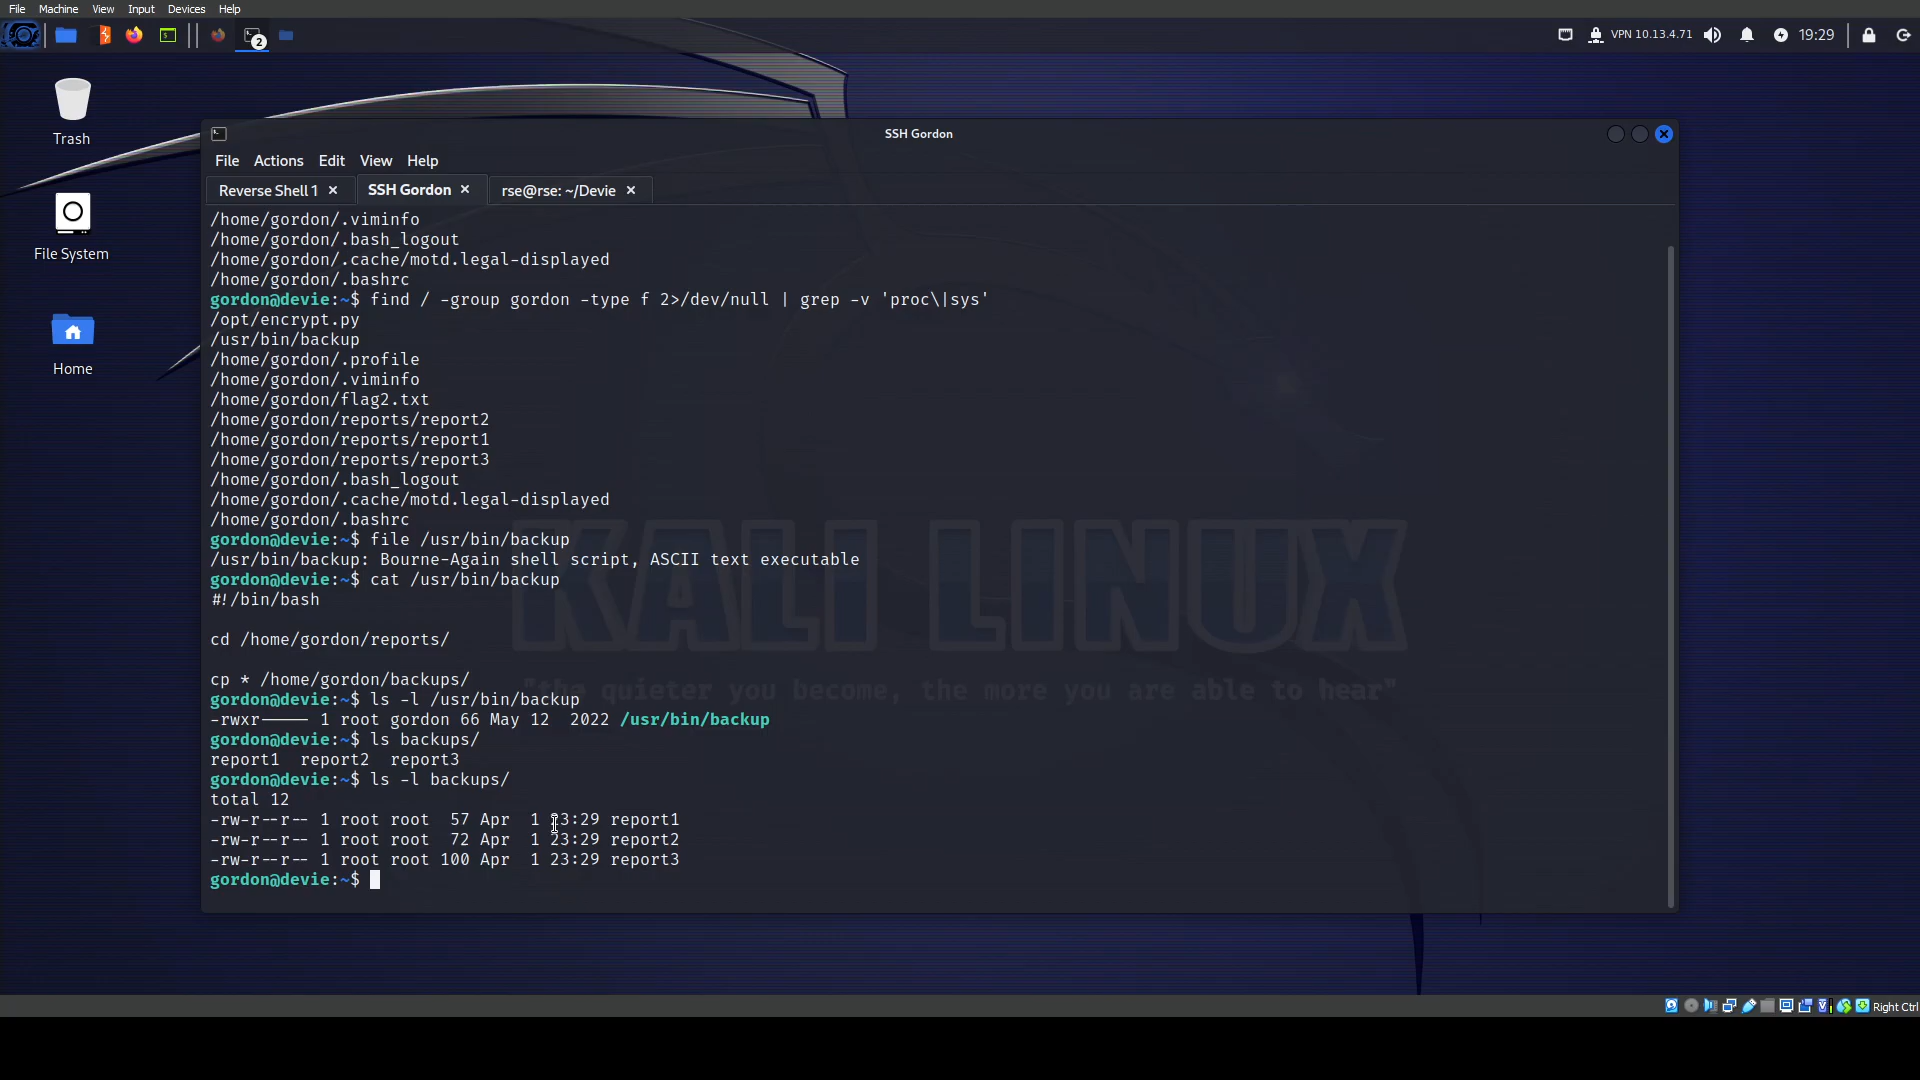 File Machine View Input Devices Help
2
VPN 10.13.4.71 19:29
Trash
File System
Home
SSH Gordon
File Actions Edit View Help
Reverse Shell 1 SSH Gordon rse@rse: ~/Devie
/home/gordon/.viminfo
/home/gordon/.bash_logout
/home/gordon/.cache/motd.legal-displayed
/home/gordon/.bashrc
gordon@devie:~$ find / -group gordon -type f 2>/dev/null | grep -v 'proc\|sys'
/opt/encrypt.py
/usr/bin/backup
/home/gordon/.profile
/home/gordon/.viminfo
/home/gordon/flag2.txt
/home/gordon/reports/report2
/home/gordon/reports/report1
/home/gordon/reports/report3
/home/gordon/.bash_logout
/home/gordon/.cache/motd.legal-displayed
/home/gordon/.bashrc
gordon@devie:~$ file /usr/bin/backup
/usr/bin/backup: Bourne-Again shell script, ASCII text executable
gordon@devie:~$ cat /usr/bin/backup
#!/bin/bash
cd /home/gordon/reports/
cp * /home/gordon/backups/
gordon@devie:~$ ls -l /usr/bin/backup
-rwxr----- 1 root gordon 66 May 12 2022 /usr/bin/backup
gordon@devie:~$ ls backups/
report1 report2 report3
gordon@devie:~$ ls -l backups/
total 12
-rw-r--r-- 1 root root 57 Apr 1 23:29 report1
-rw-r--r-- 1 root root 72 Apr 1 23:29 report2
-rw-r--r-- 1 root root 100 Apr 1 23:29 report3
gordon@devie:~$
KALI LINUX
"the quieter you become, the more you are able to hear"
Right Ctrl